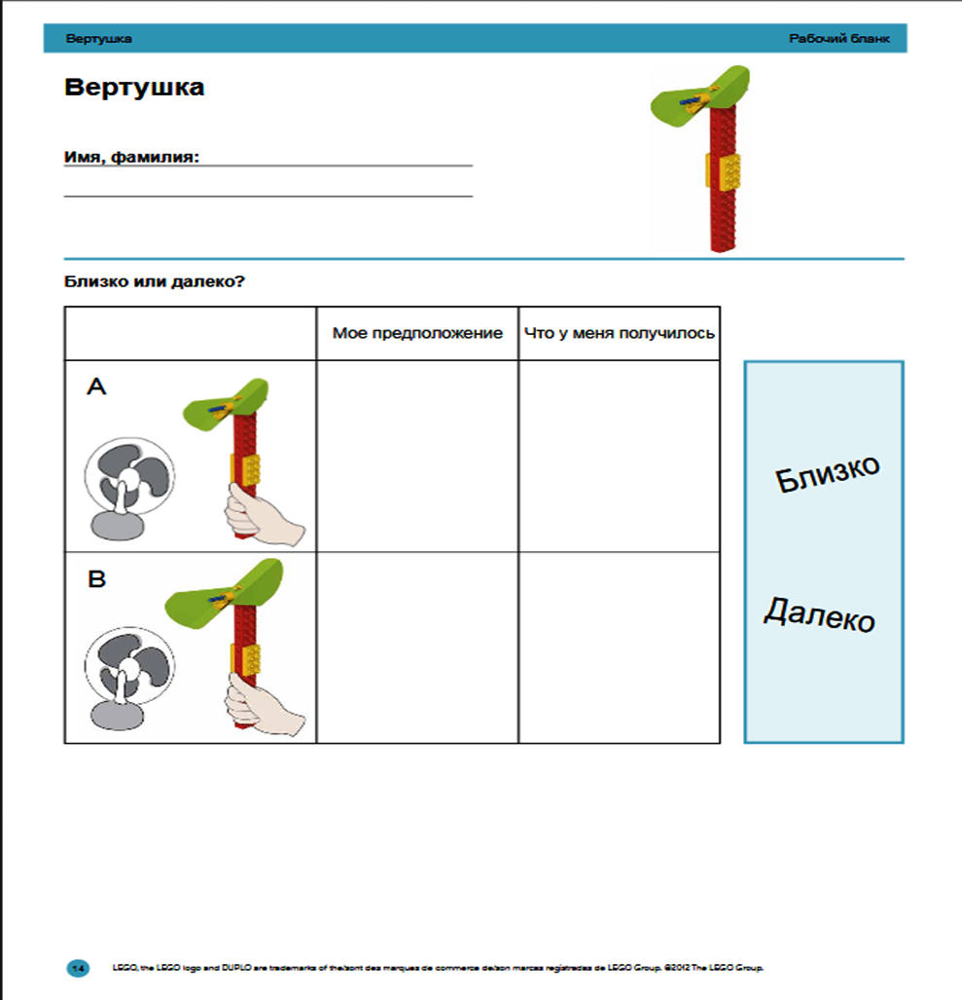 Вертушка Рабочий бланк
Вертушка
Имя, фамилия:
Близко или далеко?
Мое предположение Что у меня получилось
A
B
Близко
Далеко
14 LEGO, the LEGO logo and DUPLO are trademarks of the/sont des marques de commerce de/son marcas registradas de LEGO Group. ©2012 The LEGO Group.